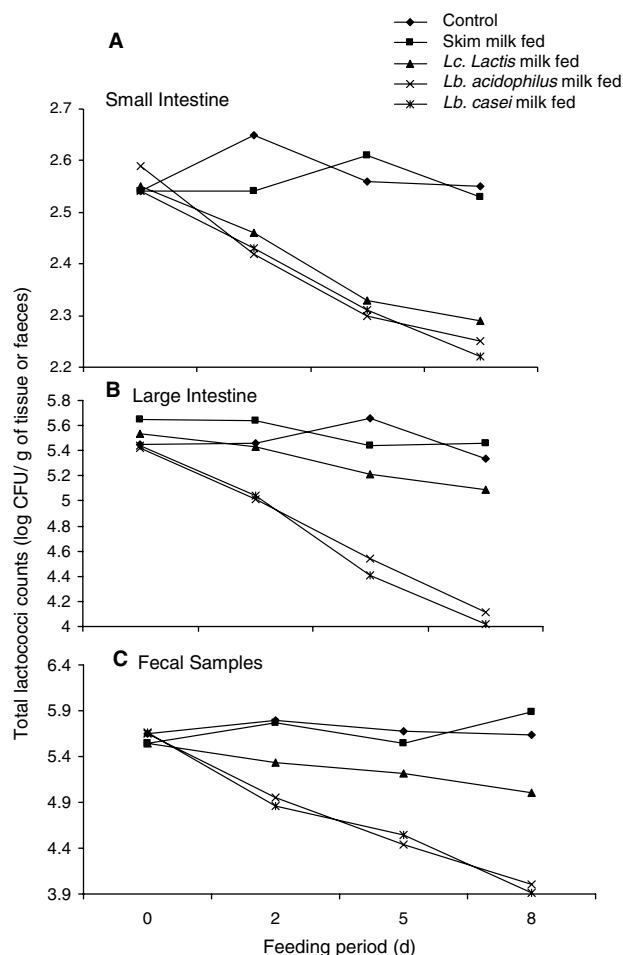 Control
Skim milk fed
Lc. Lactis milk fed
Lb. acidophilus milk fed
Lb. casei milk fed
A
Small Intestine
2.7
2.6
2.5
2.4
2.3
2.2
B Large Intestine
5.8
5.6
5.4
5.2
5
4.8
4.6
4.4
4.2
4
C Fecal Samples
6.4
5.9
5.4
4.9
4.4
3.9
0 2 5 8
Feeding period (d)
Total lactococci counts (log CFU/ g of tissue or faeces)